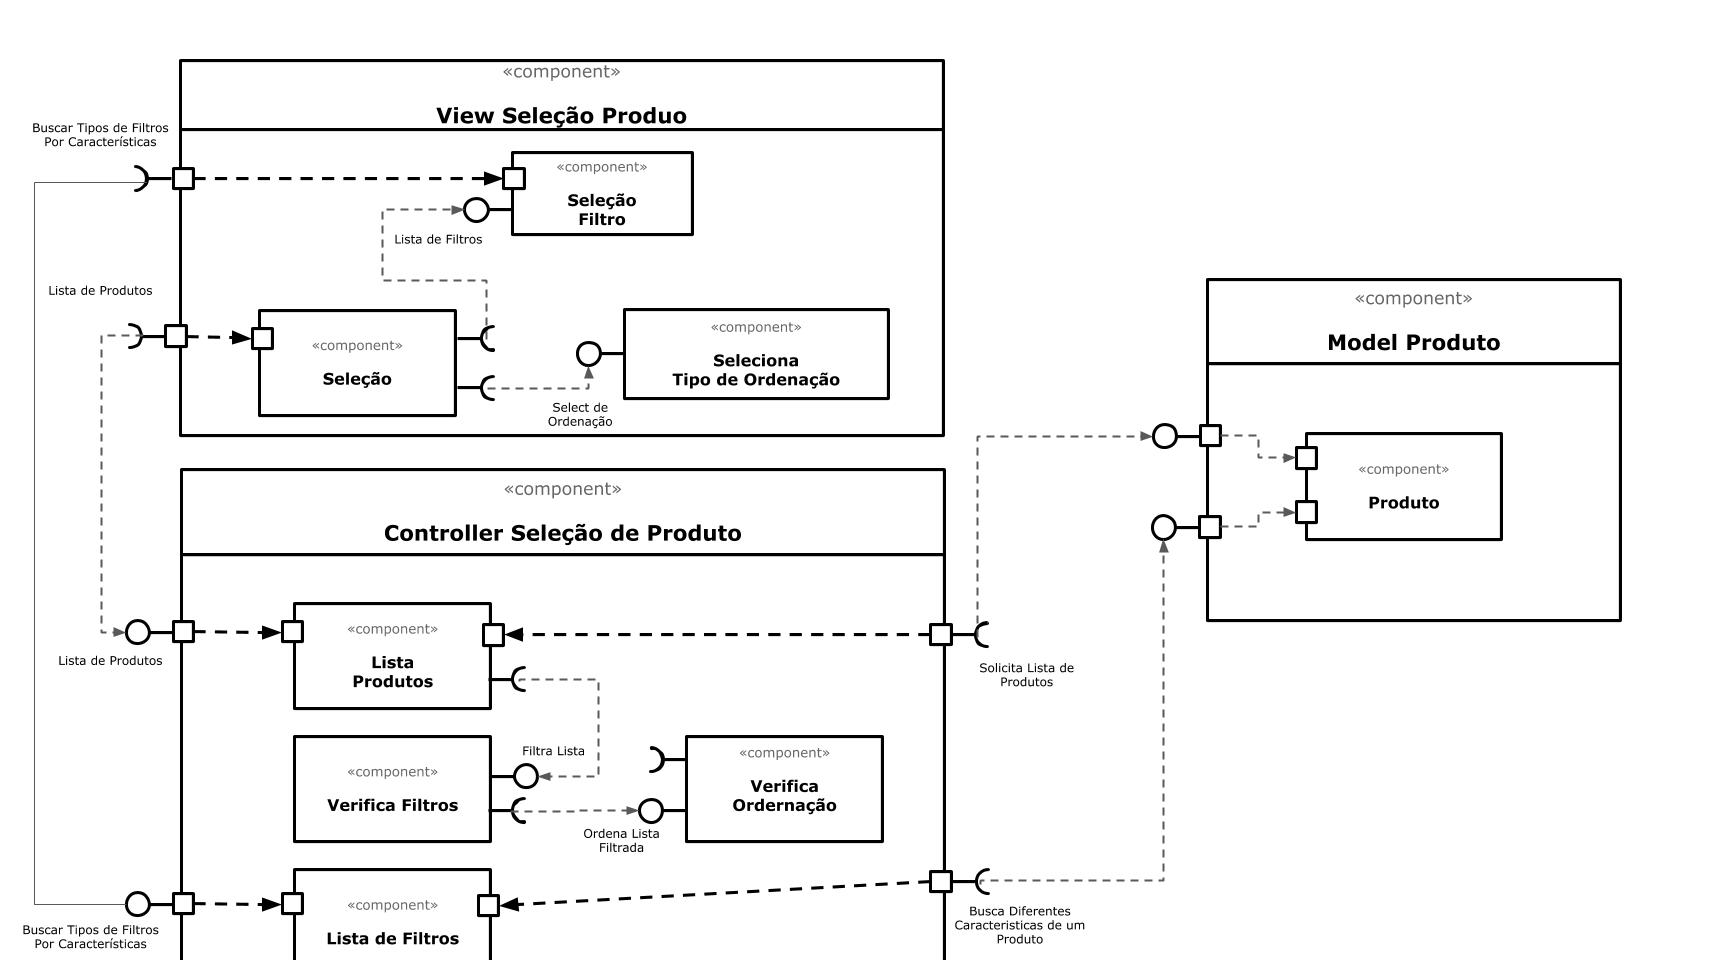 «component»
View Seleção Produo
Buscar Tipos de Filtros
Por Características
«component»
Seleção
Filtro
Lista de Filtros
Lista de Produtos
«component»
Seleção
«component»
Seleciona
Tipo de Ordenação
Select de
Ordenação
«component»
Model Produto
«component»
Produto
«component»
Controller Seleção de Produto
«component»
Lista
Produtos
Lista de Produtos
Solicita Lista de
Produtos
«component»
Verifica Filtros
Filtra Lista
«component»
Verifica
Ordernação
Ordena Lista
Filtrada
«component»
Lista de Filtros
Buscar Tipos de Filtros
Por Características
Busca Diferentes
Caracteristicas de um
Produto